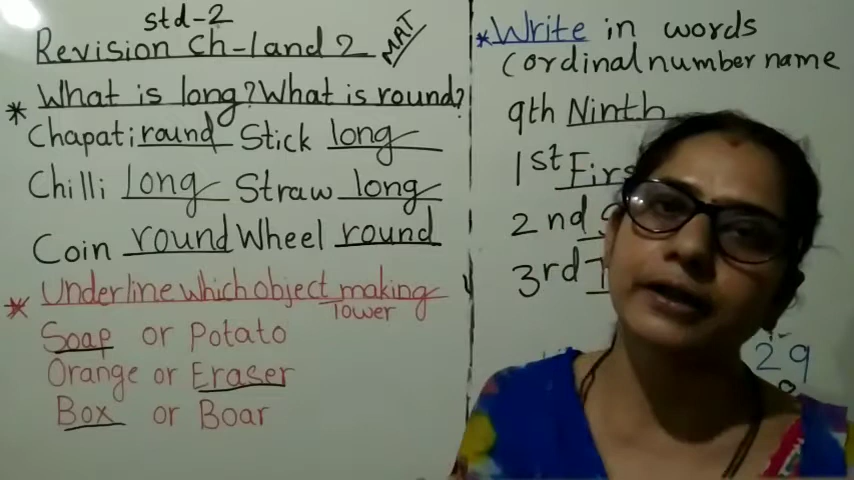 std-2
Revision Ch-1 and 2 MAT
* What is long? What is round?
Chapati round Stick long
Chilli long Straw long
Coin round Wheel round
* Underline which object making
Tower
Soap or Potato
Orange or Eraser
Box or Boar
* Write in words
(ordinal number name
9th Ninth
1st Firs
2nd S
3rd T
29